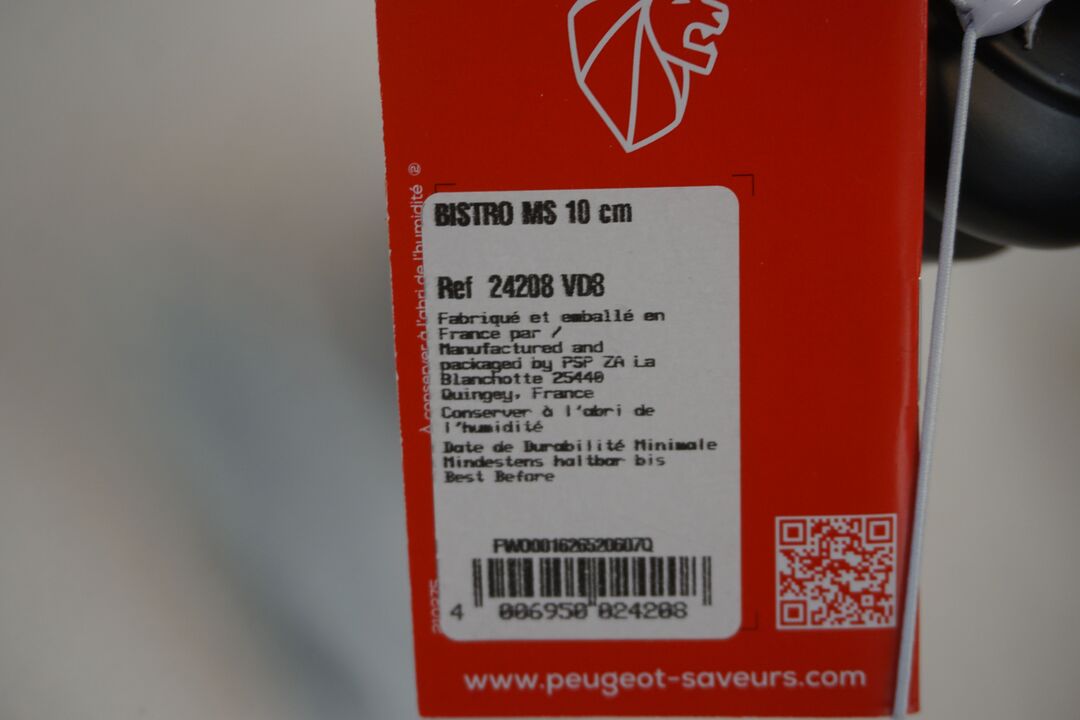 BISTRO MS 10 cm
Ref 24208 VD8
Fabriqué et emballé en
France par /
Manufactured and
packaged by PSP ZA La
Blanchotte 25440
Quingey, France
Conserver à l'abri de
l'humidité
Date de Durabilité Minimale
Mindestens haltbar bis
Best Before
PW00016265206070
4 006950 024208
A conserver à l'abri de l'humidité ②
www.peugeot-saveurs.com